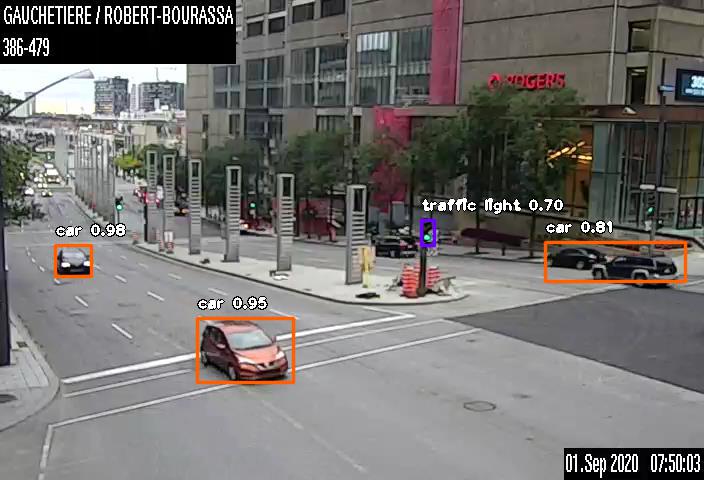 GAUCHETIERE / ROBERT-BOURASSA
386-479
ROGERS
traffic light 0.70
car 0.98
car 0.81
car 0.95
01.Sep 2020 07:50:03